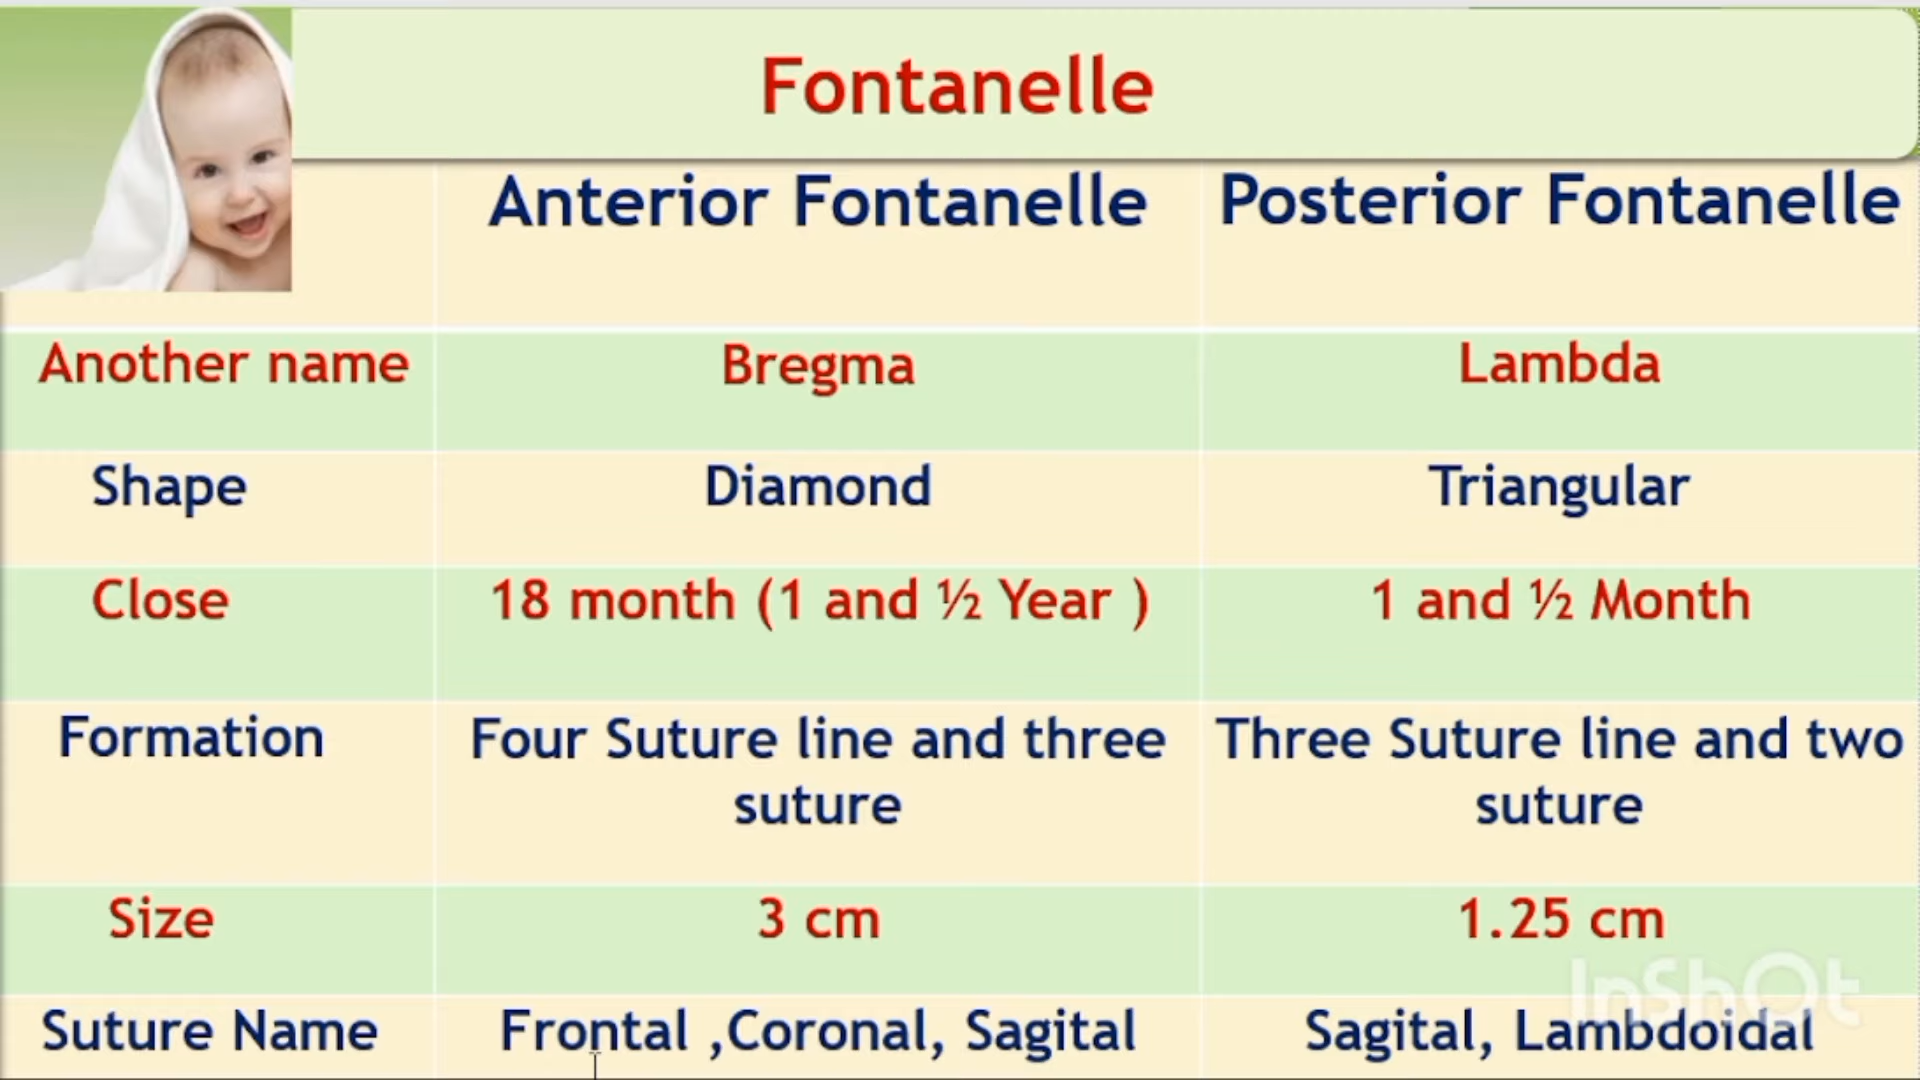 Fontanelle
Anterior Fontanelle Posterior Fontanelle
Another name Bregma Lambda
Shape Diamond Triangular
Close 18 month (1 and ½ Year ) 1 and ½ Month
Formation Four Suture line and three Three Suture line and two
suture suture
Size 3 cm 1.25 cm
InShOt
Suture Name Frontal ,Coronal, Sagital Sagital, Lambdoidal